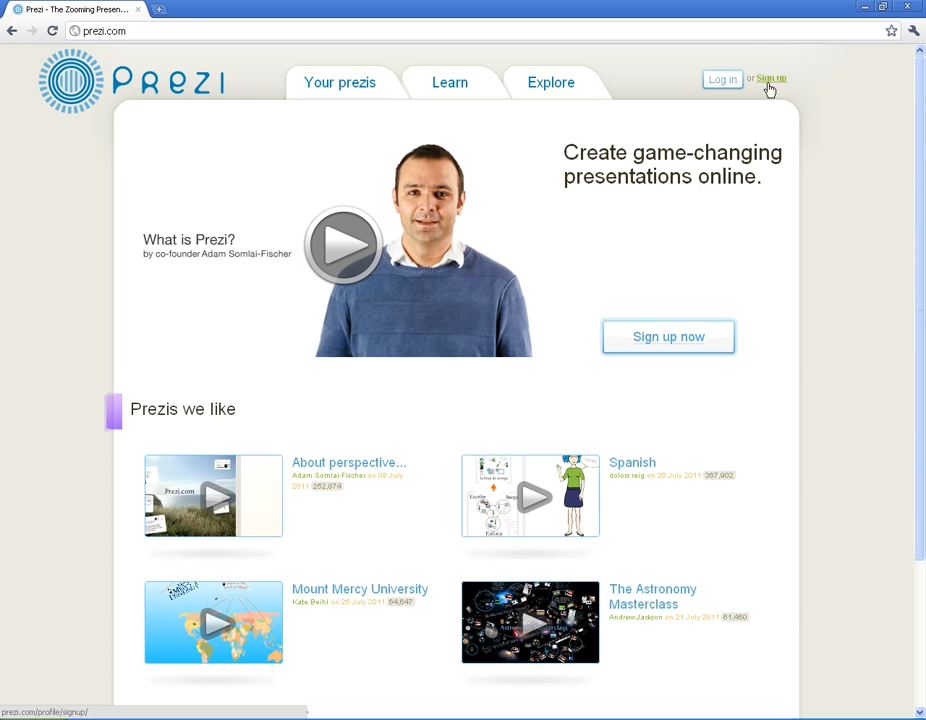 Prezi - The Zooming Presen...
prezi.com
PREZI
Your prezis
Learn
Explore
Log in or Sign up
Create game-changing
presentations online.
What is Prezi?
by co-founder Adam Somlai-Fischer
Sign up now
Prezis we like
About perspective...
Adam Somlai-Fischer on 08 July
2011 252,874
Prezi.com
Spanish
dolors reig on 20 July 2011 367,902
Mount Mercy University
Kate Beihl on 25 July 2011 64,647
The Astronomy
Masterclass
Andrew Jackson on 21 July 2011 61,450
prezi.com/profile/signup/